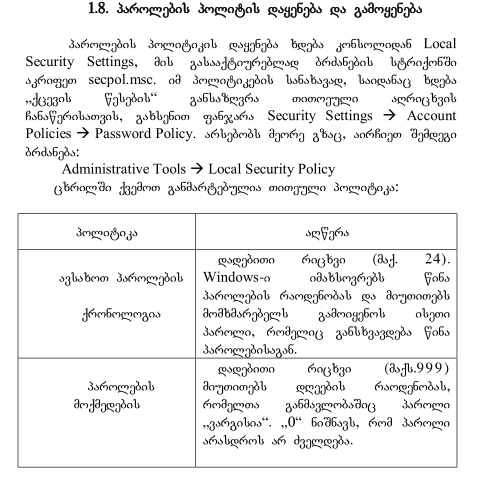 1.8. პაროლების პოლიტის დაყენება და გამოყენება
პაროლების პოლიტიკის დაყენება ხდება კონსოლიდან Local
Security Settings, მის გასააქტიურებლად ბრძანების სტრიქონში
აკრიფეთ secpol.msc. იმ პოლიტიკების სანახავად, საიდანაც ხდება
„ქცევის წესების“ განსაზღვრა თითოეული აღრიცხვის
ჩანაწერისათვის, გახსენით ფანჯარა Security Settings → Account
Policies → Password Policy. არსებობს მეორე გზაც, აირჩიეთ შემდეგი
ბრძანება:
Administrative Tools → Local Security Policy
ცხრილში ქვემოთ განმარტებულია თითეული პოლიტიკა:
პოლიტიკა
აღწერა
ავსახოთ პაროლების
ქრონოლოგია
დადებითი რიცხვი (მაქ. 24).
Windows-ი იმახსოვრებს წინა
პაროლების რაოდენობას და მიუთითებს
მომხმარებელს გამოიყენოს ისეთი
პაროლი, რომელიც განსხვავდება წინა
პაროლებისაგან.
პაროლების
მოქმედების
დადებითი რიცხვი (მაქს.999)
მიუთითებს დღეების რაოდენობას,
რომელთა განმავლობაშიც პაროლი
„ვარგისია“. „0“ ნიშნავს, რომ პაროლი
არასდროს არ ძველდება.